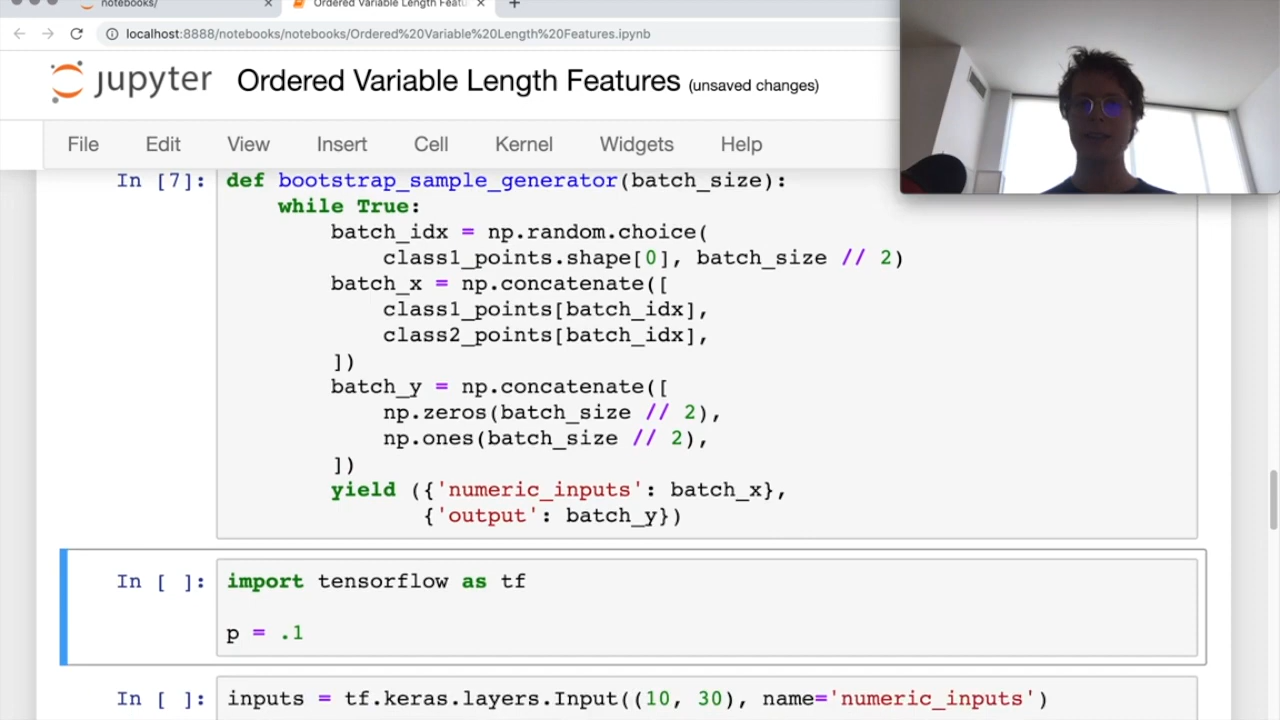 notebooks/ ×
Ordered Variable Length Featu × +
localhost:8888/notebooks/notebooks/Ordered%20Variable%20Length%20Features.ipynb
jupyter Ordered Variable Length Features (unsaved changes)
File Edit View Insert Cell Kernel Widgets Help
In [7]: def bootstrap_sample_generator(batch_size):
while True:
batch_idx = np.random.choice(
class1_points.shape[0], batch_size // 2)
batch_x = np.concatenate([
class1_points[batch_idx],
class2_points[batch_idx],
])
batch_y = np.concatenate([
np.zeros(batch_size // 2),
np.ones(batch_size // 2),
])
yield ({'numeric_inputs': batch_x},
{'output': batch_y})
In [ ]: import tensorflow as tf
p = .1
In [ ]: inputs = tf.keras.layers.Input((10, 30), name='numeric_inputs')